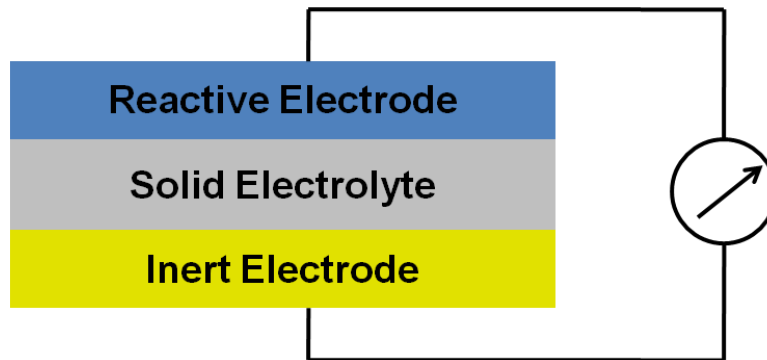 Reactive Electrode
Solid Electrolyte
Inert Electrode